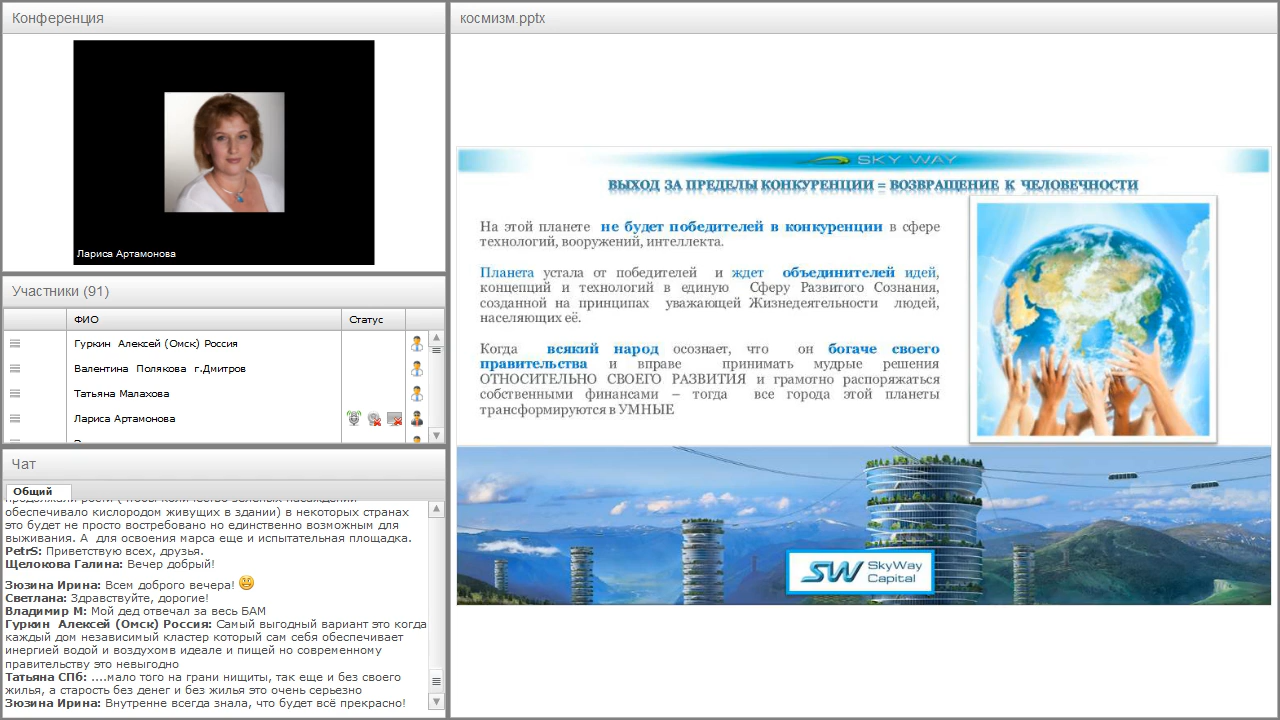 Конференция
Лариса Артамонова
Участники (91)
ФИО Статус
Гуркин Алексей (Омск) Россия
Валентина Полякова г.Дмитров
Татьяна Малахова
Лариса Артамонова
Чат
Общий
обеспечивало кислородом живущих в здании) в некоторых странах
это будет не просто востребовано а единственно возможным для
выживания. А для освоения марса еще и испытательная площадка.
PetrS: Приветствую всех, друзья.
Щелокова Галина: Вечер добрый!
Зюзина Ирина: Всем доброго вечера!
Светлана: Здравствуйте, дорогие!
Владимир М: Мой дед отвечал за весь БАМ
Гуркин Алексей (Омск) Россия: Самый выгодный вариант это когда
каждый дом независимый кластер который сам себя обеспечивает
инергией водой и воздухомв идеале и пищей но современному
правительству это невыгодно
Татьяна СПб: ....мало того на грани нищиты, так еще и без своего
жилья, а старость без денег и без жилья это очень серьезно
Зюзина Ирина: Внутренне всегда знала, что будет всё прекрасно!
космизм.pptx
SKY WAY
ВЫХОД ЗА ПРЕДЕЛЫ КОНКУРЕНЦИИ = ВОЗВРАЩЕНИЕ К ЧЕЛОВЕЧНОСТИ
На этой планете не будет победителей в конкуренции в сфере
технологий, вооружений, интеллекта.
Планета устала от победителей и ждет объединителей идей,
концепций и технологий в единую Сферу Развитого Сознания,
созданной на принципах уважающей Жизнедеятельности людей,
населяющих её.
Когда всякий народ осознает, что он богаче своего
правительства и вправе принимать мудрые решения
ОТНОСИТЕЛЬНО СВОЕГО РАЗВИТИЯ и грамотно распоряжаться
собственными финансами – тогда все города этой планеты
трансформируются в УМНЫЕ
SW SkyWay
Capital